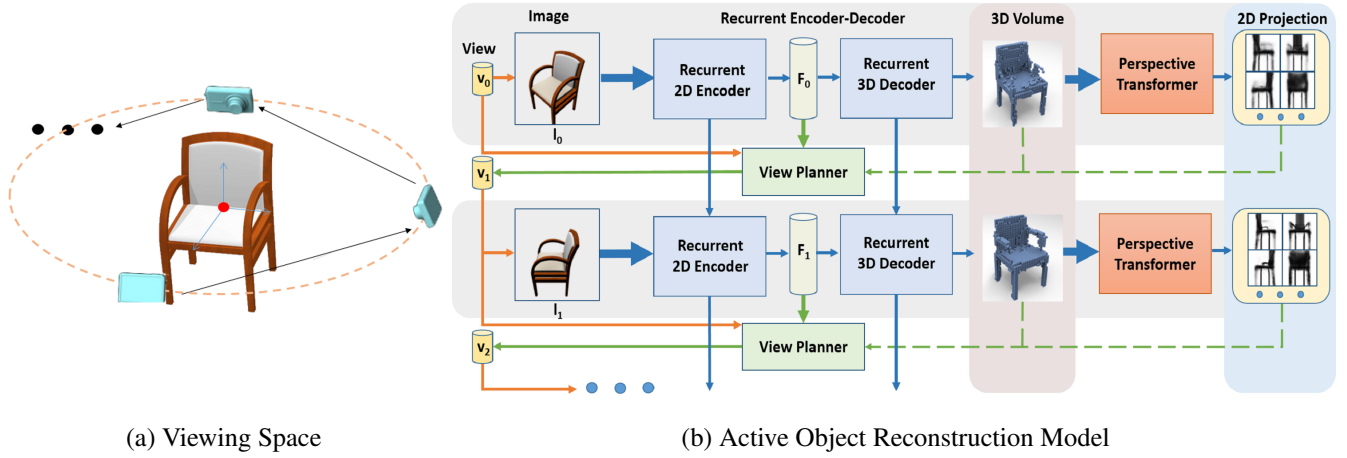 Image
Recurrent Encoder-Decoder
3D Volume
2D Projection
View
v0
I0
Recurrent
2D Encoder
F0
Recurrent
3D Decoder
Perspective
Transformer
View Planner
v1
I1
Recurrent
2D Encoder
F1
Recurrent
3D Decoder
Perspective
Transformer
View Planner
v2
(a) Viewing Space
(b) Active Object Reconstruction Model